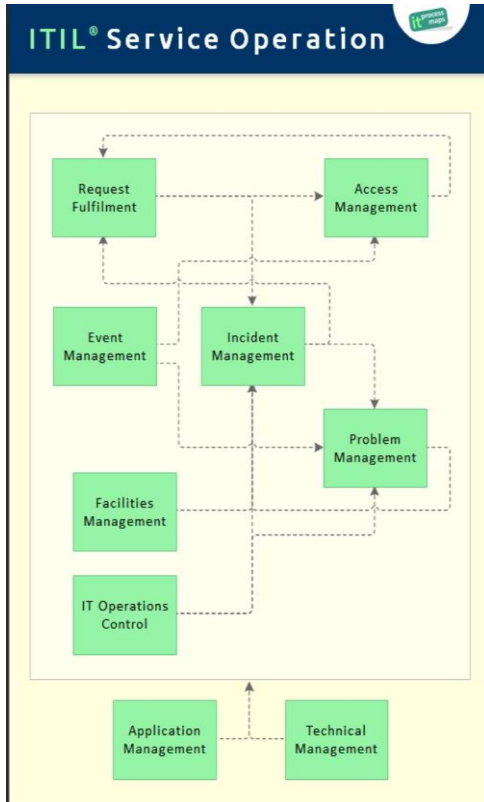 ITIL® Service Operation
it process
maps
Request
Fulfilment
Access
Management
Event
Management
Incident
Management
Problem
Management
Facilities
Management
IT Operations
Control
Application
Management
Technical
Management